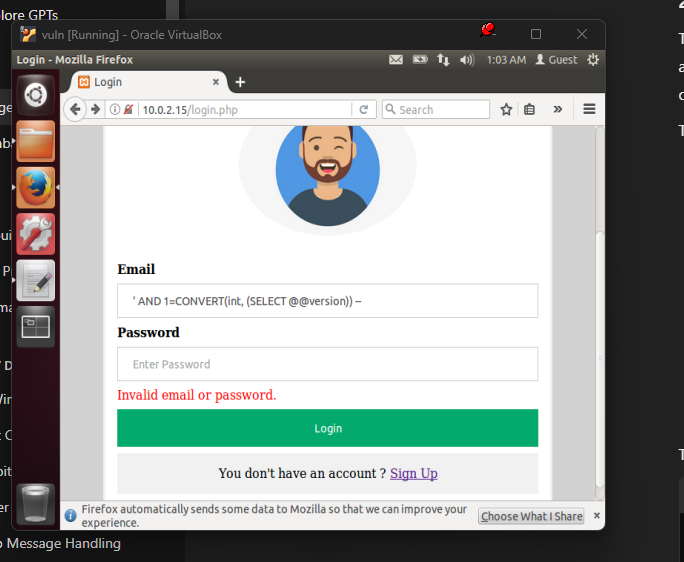 plore GPTs
vuln [Running] - Oracle VirtualBox
Login - Mozilla Firefox
1:03 AM
Guest
Login
10.0.2.15/login.php
Search
Email
' AND 1=CONVERT(int, (SELECT @@version)) --
Password
Enter Password
Invalid email or password.
Login
You don't have an account ? Sign Up
Firefox automatically sends some data to Mozilla so that we can improve your
experience.
Choose What I Share
o Message Handling